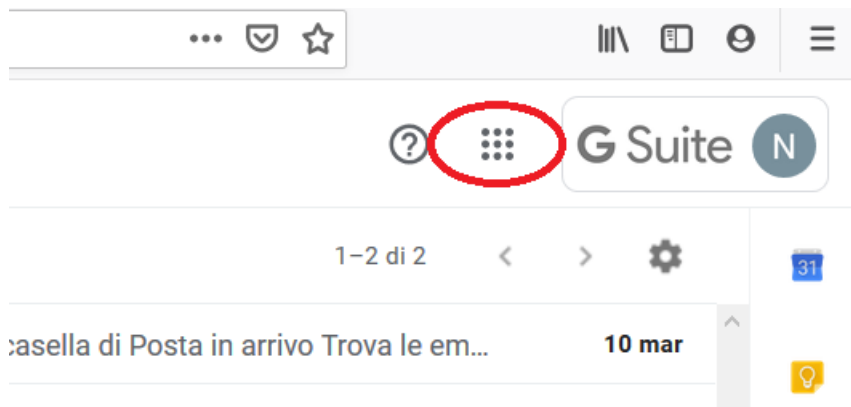 G Suite N
1–2 di 2
31
casella di Posta in arrivo Trova le em... 10 mar